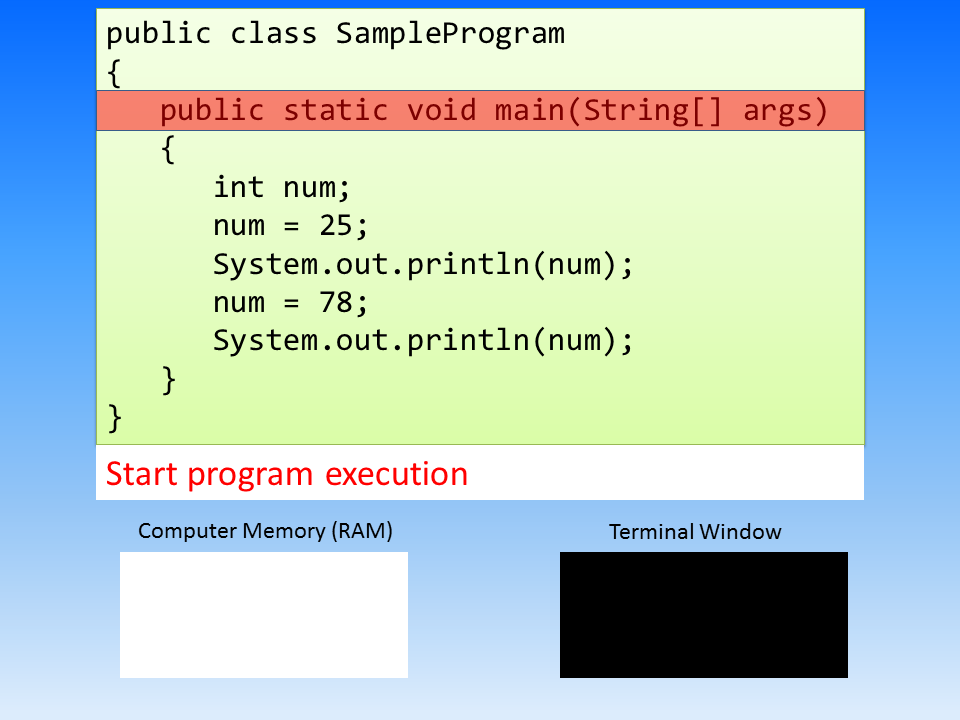 public class SampleProgram
{
   public static void main(String[] args)
   {
      int num;
      num = 25;
      System.out.println(num);
      num = 78;
      System.out.println(num);
   }
}
Start program execution
Computer Memory (RAM)
Terminal Window